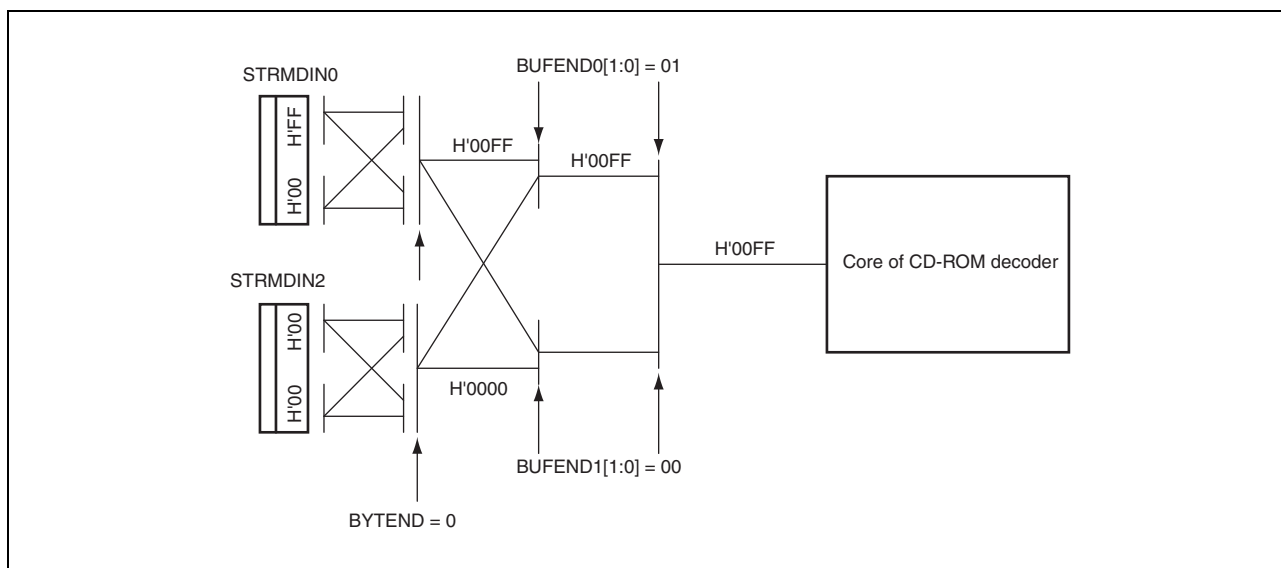 STRMDIN0
BUFEND0[1:0] = 01
H'FF
H'00
H'00FF
H'00FF
H'00FF
Core of CD-ROM decoder
STRMDIN2
H'00
H'00
H'0000
BUFEND1[1:0] = 00
BYTEND = 0